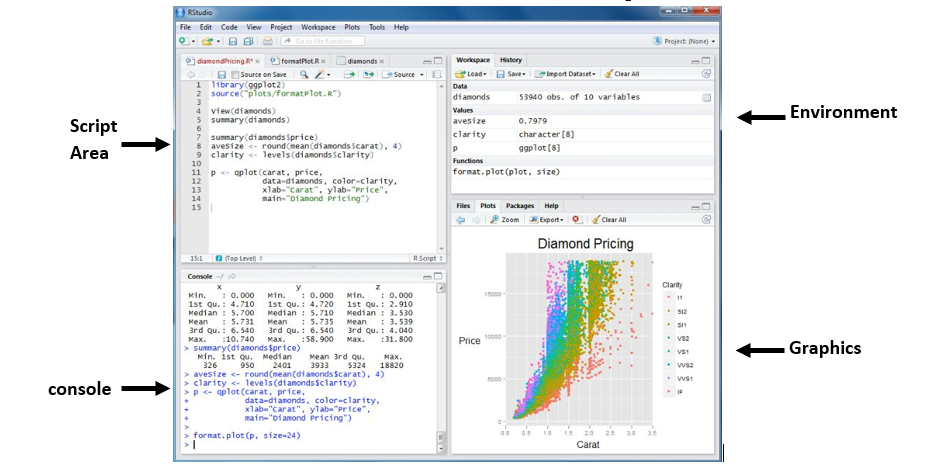 RStudio
File Edit Code View Project Workspace Plots Tools Help
Go to file/function
Project: (None)
diamondPricing.R* formatPlot.R diamonds
Source on Save Source
1 library(ggplot2)
2 source("plots/formatPlot.R")
3
4 View(diamonds)
5 summary(diamonds)
6
7 summary(diamonds$price)
8 aveSize <- round(mean(diamonds$carat), 4)
9 clarity <- levels(diamonds$clarity)
10
11 p <- qplot(carat, price,
12 data=diamonds, color=clarity,
13 xlab="Carat", ylab="Price",
14 main="Diamond Pricing")
15
15:1 (Top Level) R Script
Script
Area
Console ~/
x y z
Min. : 0.000 Min. : 0.000 Min. : 0.000
1st Qu.: 4.710 1st Qu.: 4.720 1st Qu.: 2.910
Median : 5.700 Median : 5.710 Median : 3.530
Mean : 5.731 Mean : 5.735 Mean : 3.539
3rd Qu.: 6.540 3rd Qu.: 6.540 3rd Qu.: 4.040
Max. :10.740 Max. :58.900 Max. :31.800
> summary(diamonds$price)
Min. 1st Qu. Median Mean 3rd Qu. Max.
326 950 2401 3933 5324 18820
> aveSize <- round(mean(diamonds$carat), 4)
> clarity <- levels(diamonds$clarity)
> p <- qplot(carat, price,
+ data=diamonds, color=clarity,
+ xlab="Carat", ylab="Price",
+ main="Diamond Pricing")
>
> format.plot(p, size=24)
>
console
Workspace History
Load Save Import Dataset Clear All
Data
diamonds 53940 obs. of 10 variables
Values
aveSize 0.7979
clarity character[8]
p ggplot[8]
Functions
format.plot(plot, size)
Environment
Files Plots Packages Help
Zoom Export Clear All
Diamond Pricing
Price
15000
10000
5000
0
0.0 0.5 1.0 1.5 2.0 2.5 3.0 3.5
Carat
Clarity
I1
SI2
SI1
VS2
VS1
VVS2
VVS1
IF
Graphics